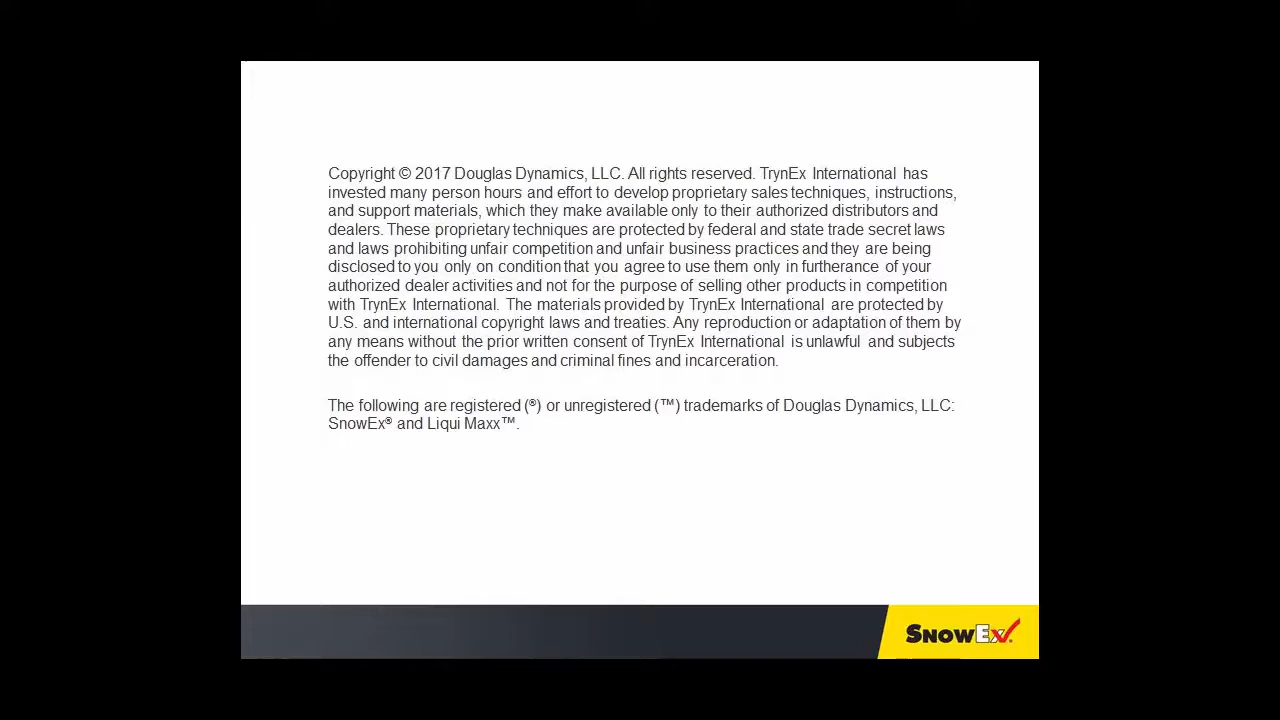 Copyright © 2017 Douglas Dynamics, LLC. All rights reserved. TrynEx International has
invested many person hours and effort to develop proprietary sales techniques, instructions,
and support materials, which they make available only to their authorized distributors and
dealers. These proprietary techniques are protected by federal and state trade secret laws
and laws prohibiting unfair competition and unfair business practices and they are being
disclosed to you only on condition that you agree to use them only in furtherance of your
authorized dealer activities and not for the purpose of selling other products in competition
with TrynEx International. The materials provided by TrynEx International are protected by
U.S. and international copyright laws and treaties. Any reproduction or adaptation of them by
any means without the prior written consent of TrynEx International is unlawful and subjects
the offender to civil damages and criminal fines and incarceration.
The following are registered (®) or unregistered (™) trademarks of Douglas Dynamics, LLC:
SnowEx® and Liqui Maxx™.
SNOWEX